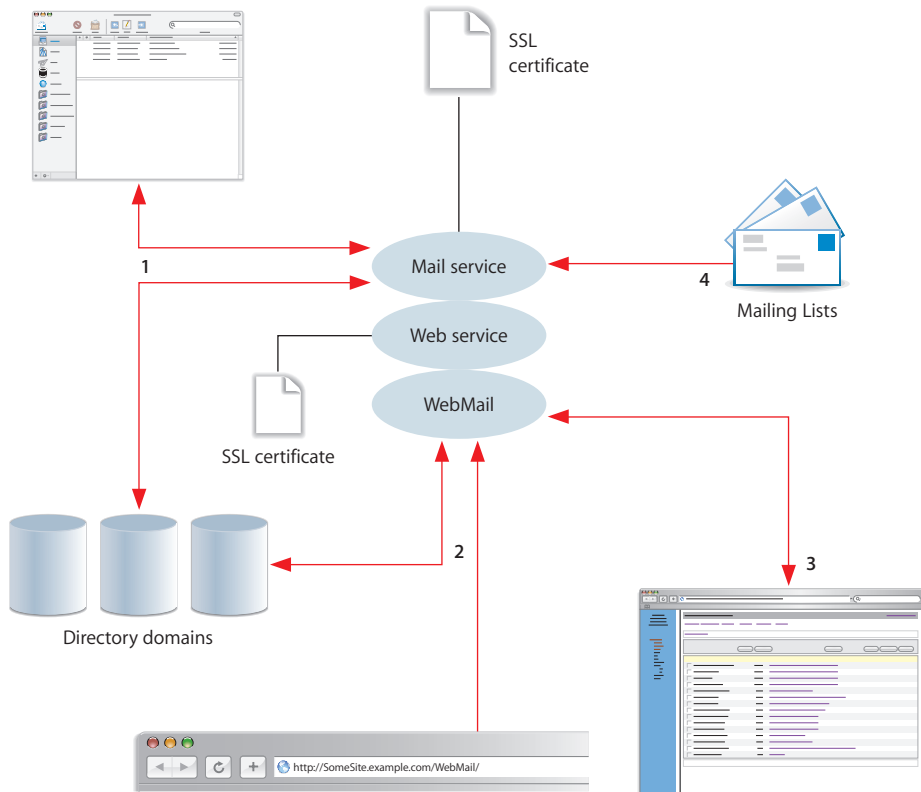 SSL
certificate
1
Mail service
4
Mailing Lists
Web service
WebMail
SSL certificate
2
3
Directory domains
http://SomeSite.example.com/WebMail/